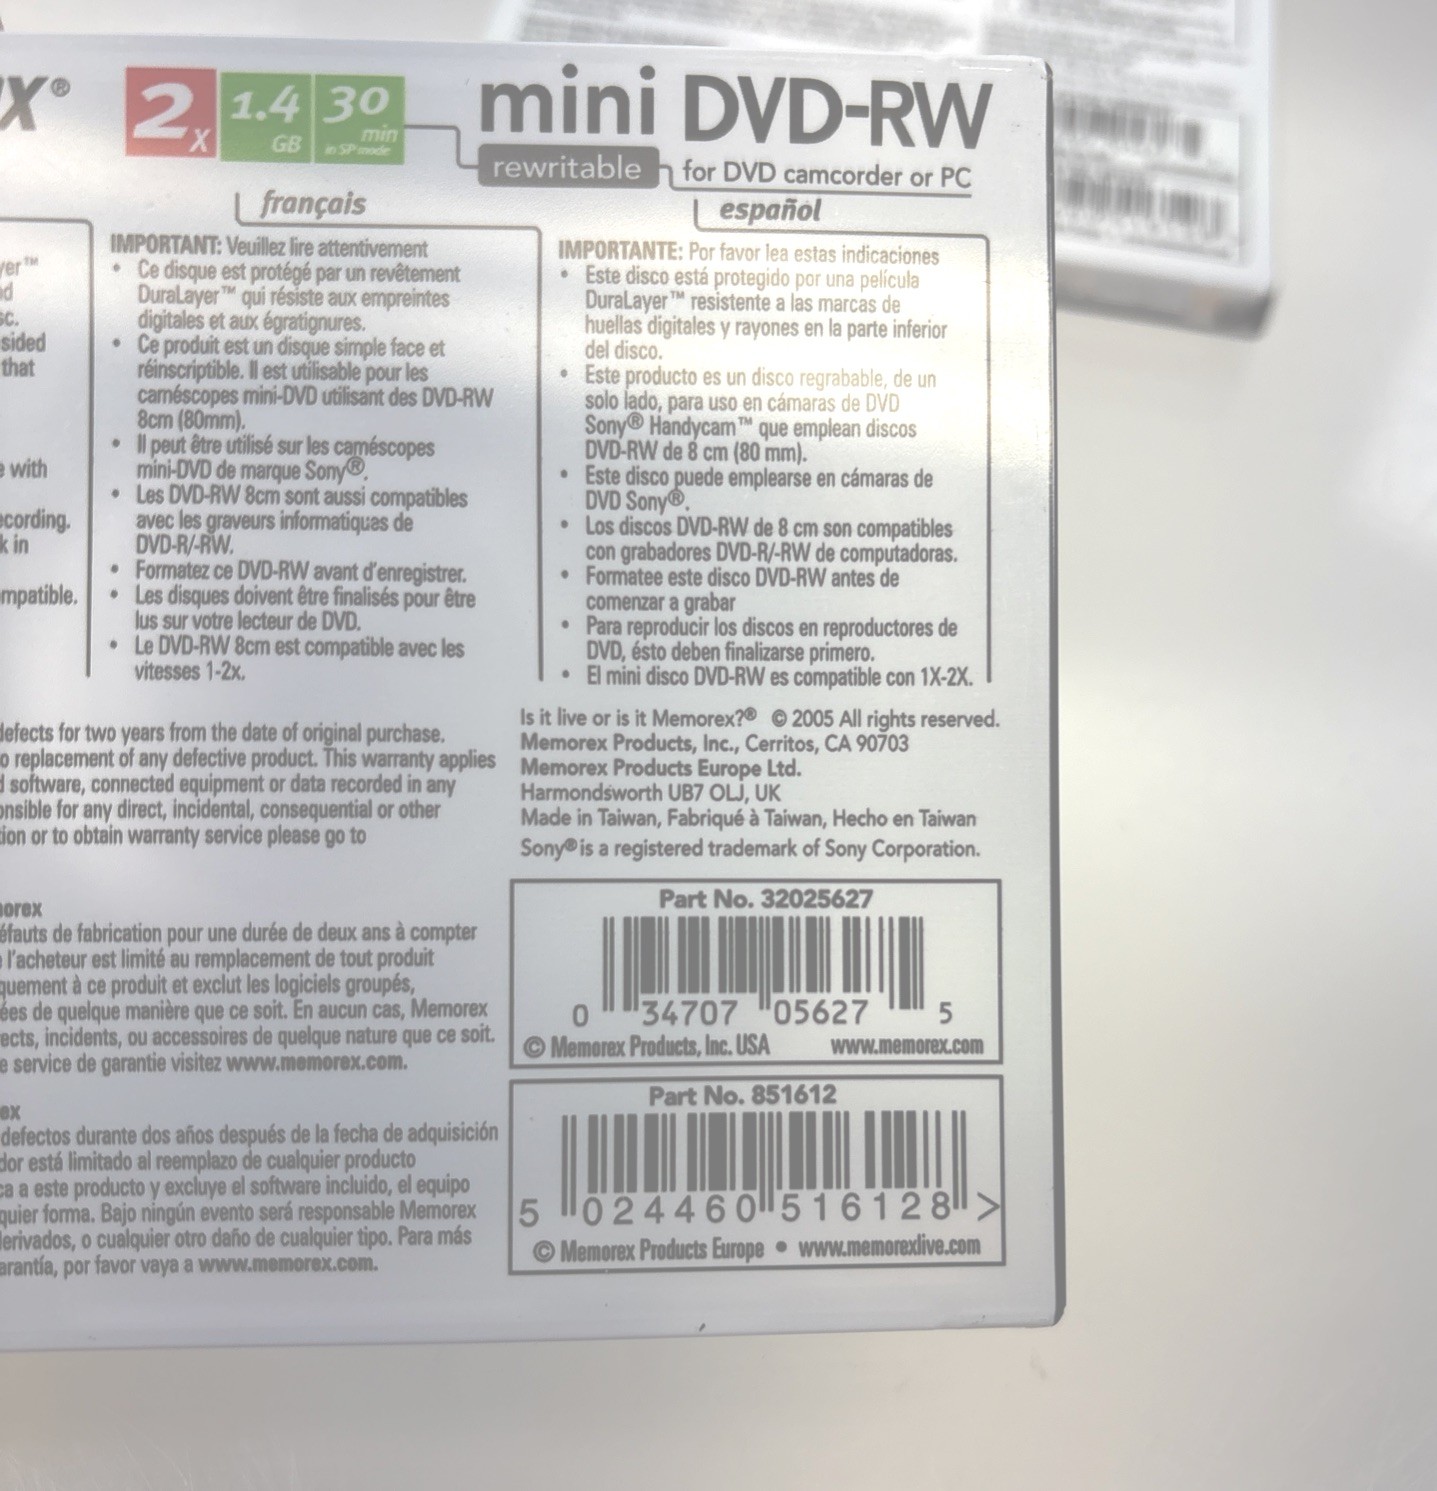 x®
2x
1.4 GB
30 min in SP mode
mini DVD-RW
rewritable for DVD camcorder or PC
yer™
sc.
sided
that
with
cording.
k in
mpatible.
français
IMPORTANT: Veuillez lire attentivement
• Ce disque est protégé par un revêtement
DuraLayer™ qui résiste aux empreintes
digitales et aux égratignures.
• Ce produit est un disque simple face et
réinscriptible. Il est utilisable pour les
caméscopes mini-DVD utilisant des DVD-RW
8cm (80mm).
• Il peut être utilisé sur les caméscopes
mini-DVD de marque Sony®.
• Les DVD-RW 8cm sont aussi compatibles
avec les graveurs informatiques de
DVD-R/-RW.
• Formatez ce DVD-RW avant d'enregistrer.
• Les disques doivent être finalisés pour être
lus sur votre lecteur de DVD.
• Le DVD-RW 8cm est compatible avec les
vitesses 1-2x.
español
IMPORTANTE: Por favor lea estas indicaciones
• Este disco está protegido por una película
DuraLayer™ resistente a las marcas de
huellas digitales y rayones en la parte inferior
del disco.
• Este producto es un disco regrabable, de un
solo lado, para uso en cámaras de DVD
Sony® Handycam™ que emplean discos
DVD-RW de 8 cm (80 mm).
• Este disco puede emplearse en cámaras de
DVD Sony®.
• Los discos DVD-RW de 8 cm son compatibles
con grabadores DVD-R/-RW de computadoras.
• Formatee este disco DVD-RW antes de
comenzar a grabar
• Para reproducir los discos en reproductores de
DVD, ésto deben finalizarse primero.
• El mini disco DVD-RW es compatible con 1X-2X.
defects for two years from the date of original purchase.
o replacement of any defective product. This warranty applies
d software, connected equipment or data recorded in any
onsible for any direct, incidental, consequential or other
tion or to obtain warranty service please go to
morex
éfauts de fabrication pour une durée de deux ans à compter
l'acheteur est limité au remplacement de tout produit
quement à ce produit et exclut les logiciels groupés,
ées de quelque manière que ce soit. En aucun cas, Memorex
ects, incidents, ou accessoires de quelque nature que ce soit.
e service de garantie visitez www.memorex.com.
ex
defectos durante dos años después de la fecha de adquisición
dor está limitado al reemplazo de cualquier producto
ca a este producto y excluye el software incluido, el equipo
quier forma. Bajo ningún evento será responsable Memorex
derivados, o cualquier otro daño de cualquier tipo. Para más
arantía, por favor vaya a www.memorex.com.
Is it live or is it Memorex?® © 2005 All rights reserved.
Memorex Products, Inc., Cerritos, CA 90703
Memorex Products Europe Ltd.
Harmondsworth UB7 OLJ, UK
Made in Taiwan, Fabriqué à Taiwan, Hecho en Taiwan
Sony® is a registered trademark of Sony Corporation.
Part No. 32025627
0 34707 05627 5
© Memorex Products, Inc. USA www.memorex.com
Part No. 851612
5 024460 516128 >
© Memorex Products Europe • www.memorexlive.com